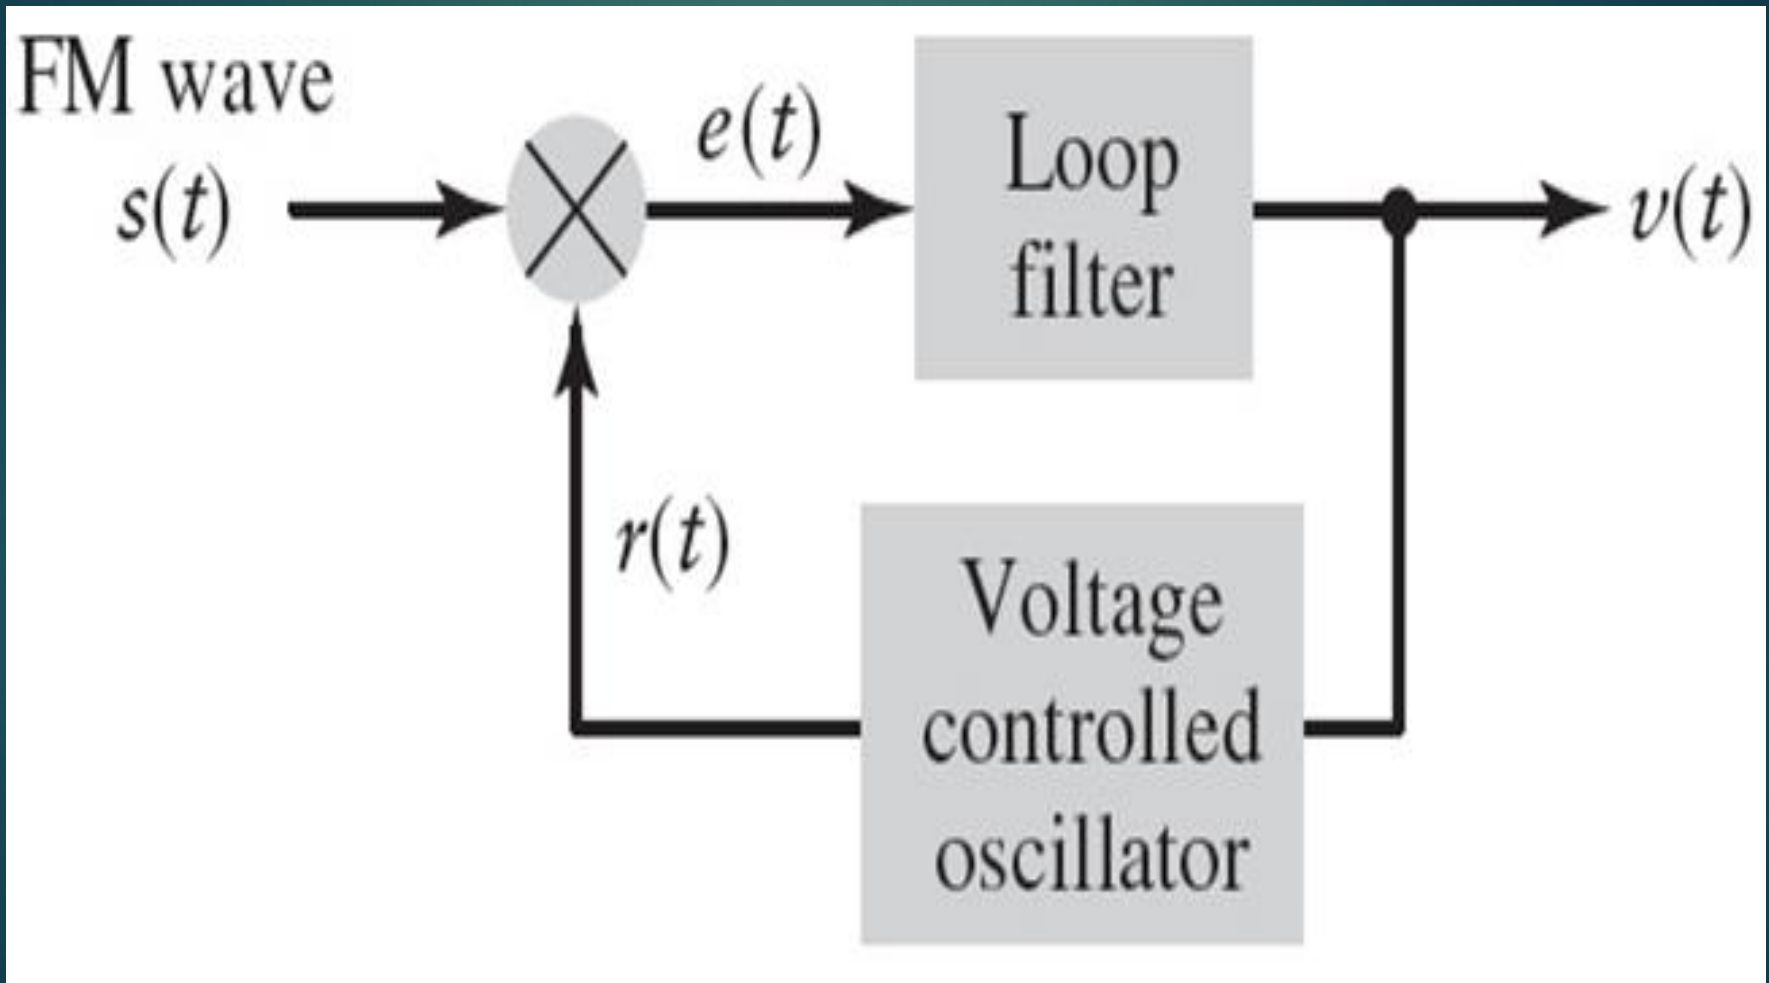 FM wave
s(t)
e(t)
Loop
filter
v(t)
r(t)
Voltage
controlled
oscillator